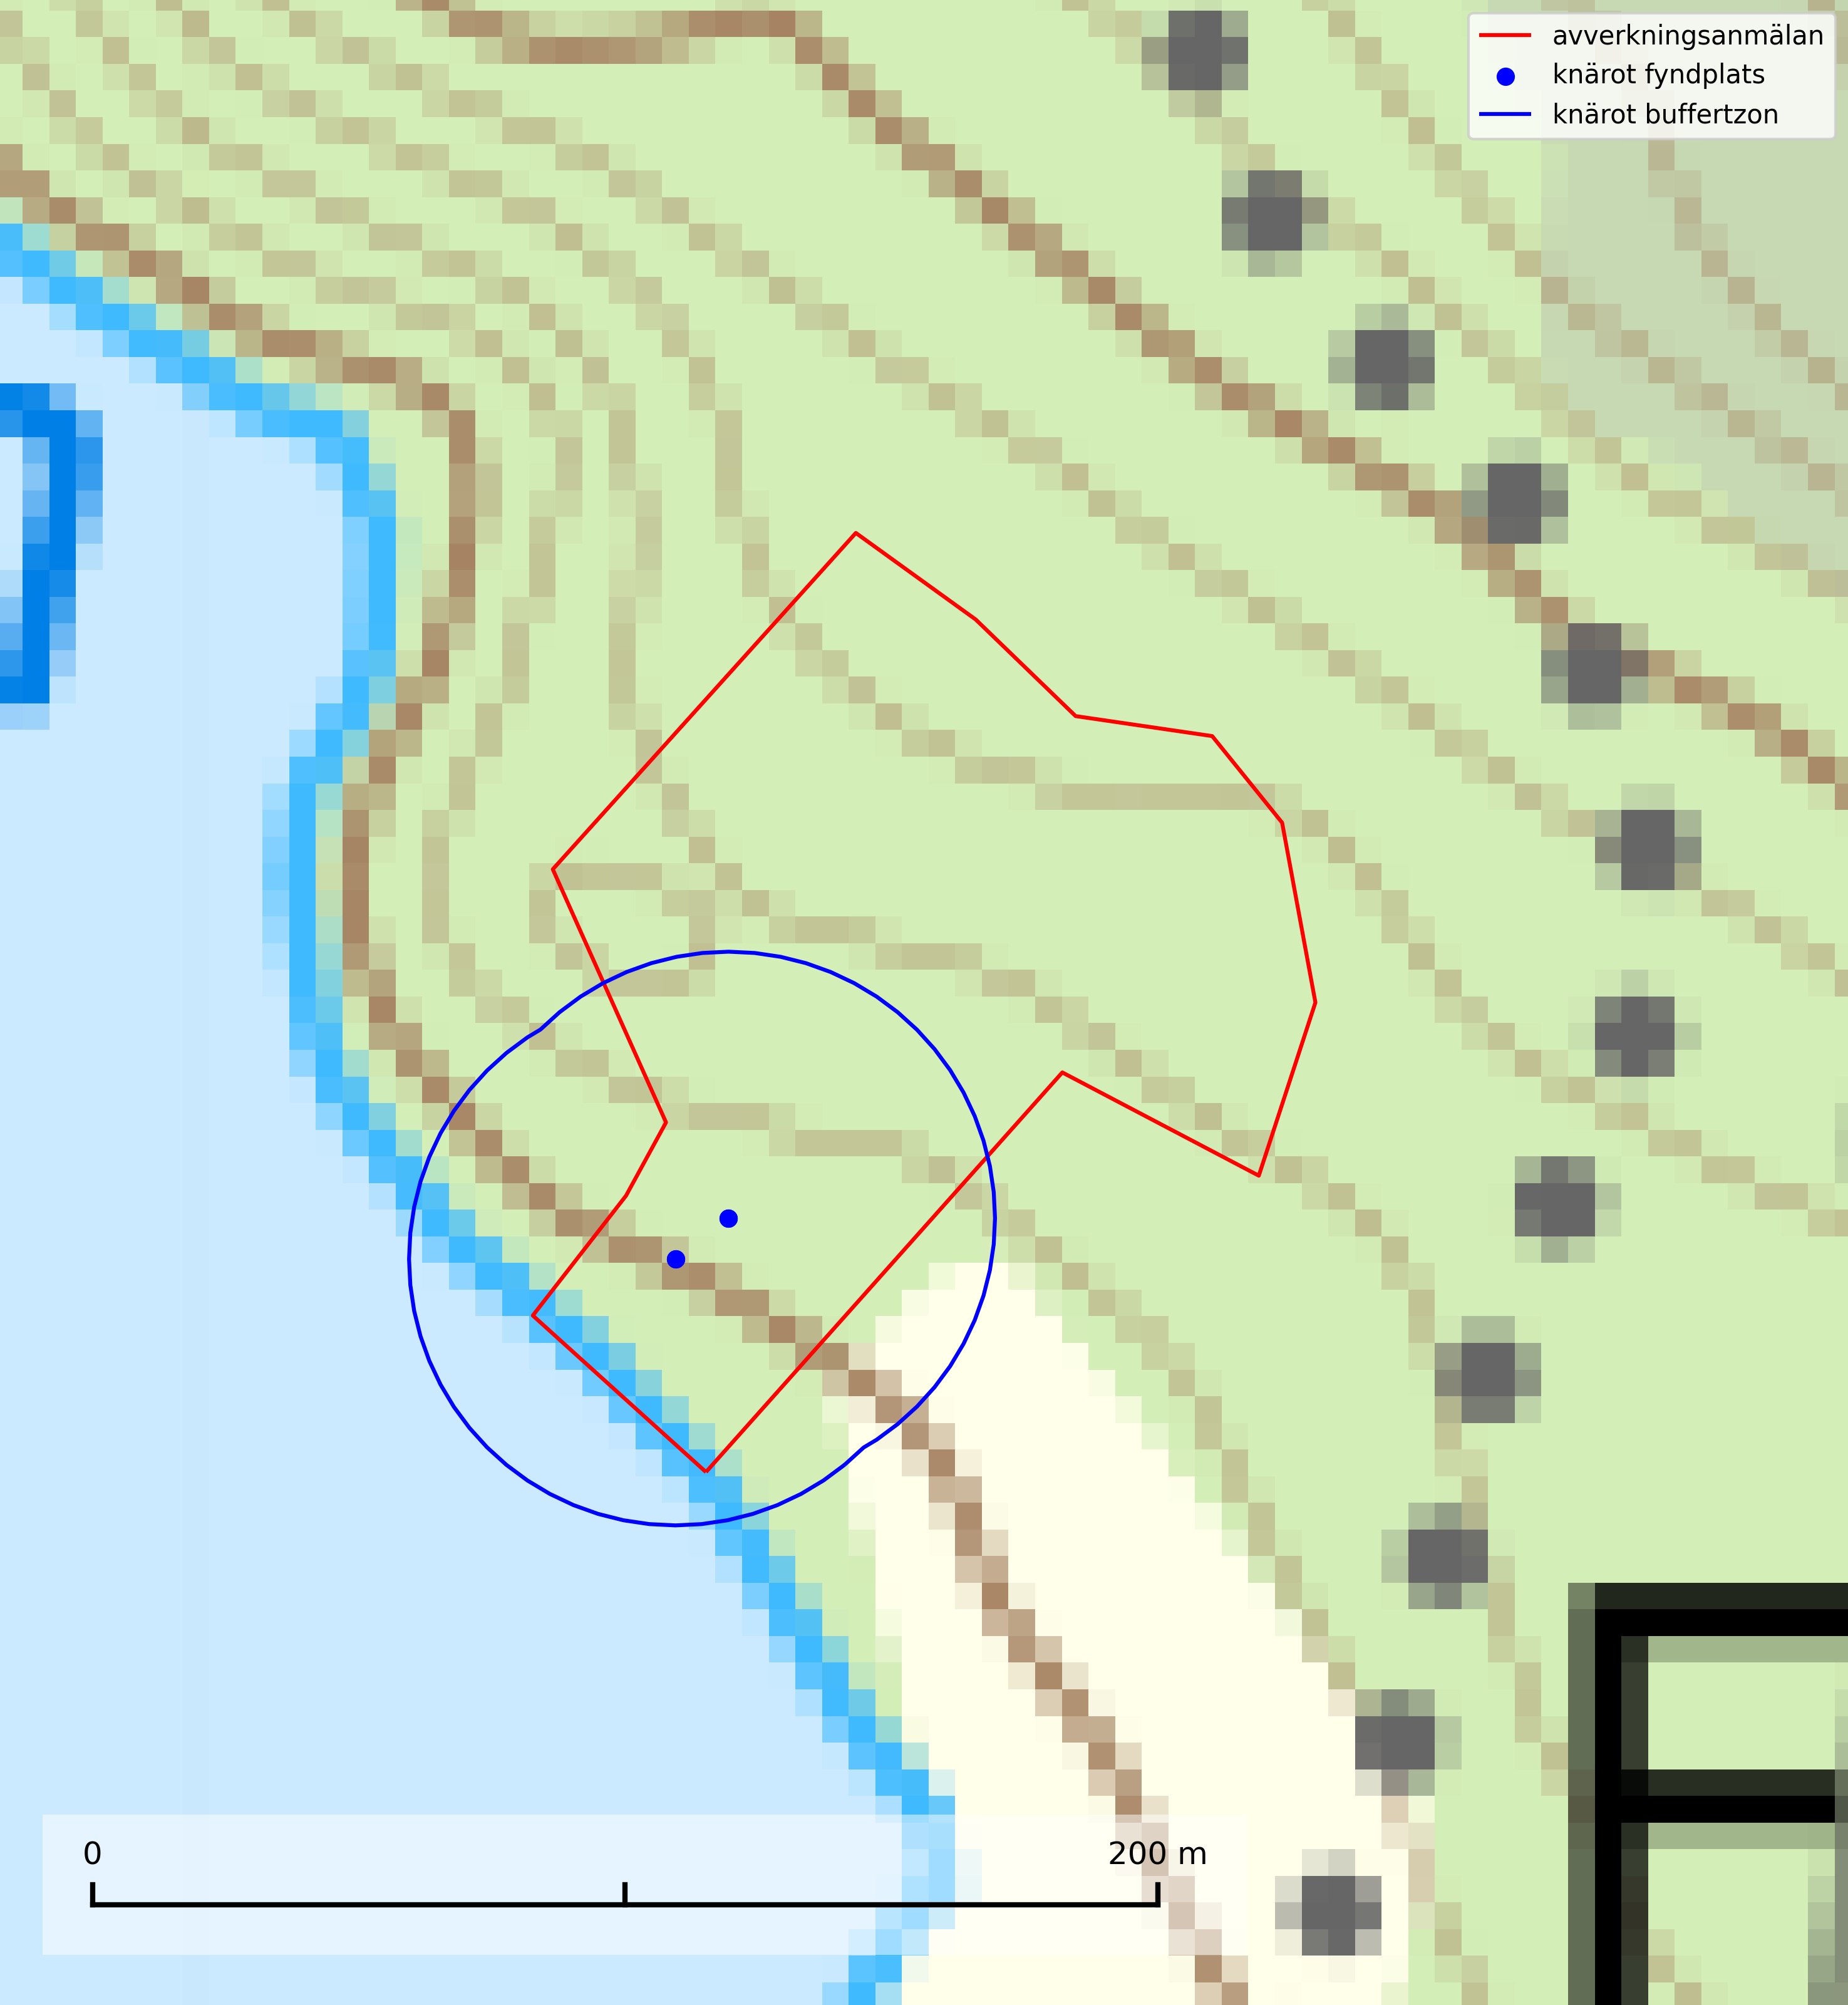 avverkningsanmälan
knärot fyndplats
knärot buffertzon
0 200 m